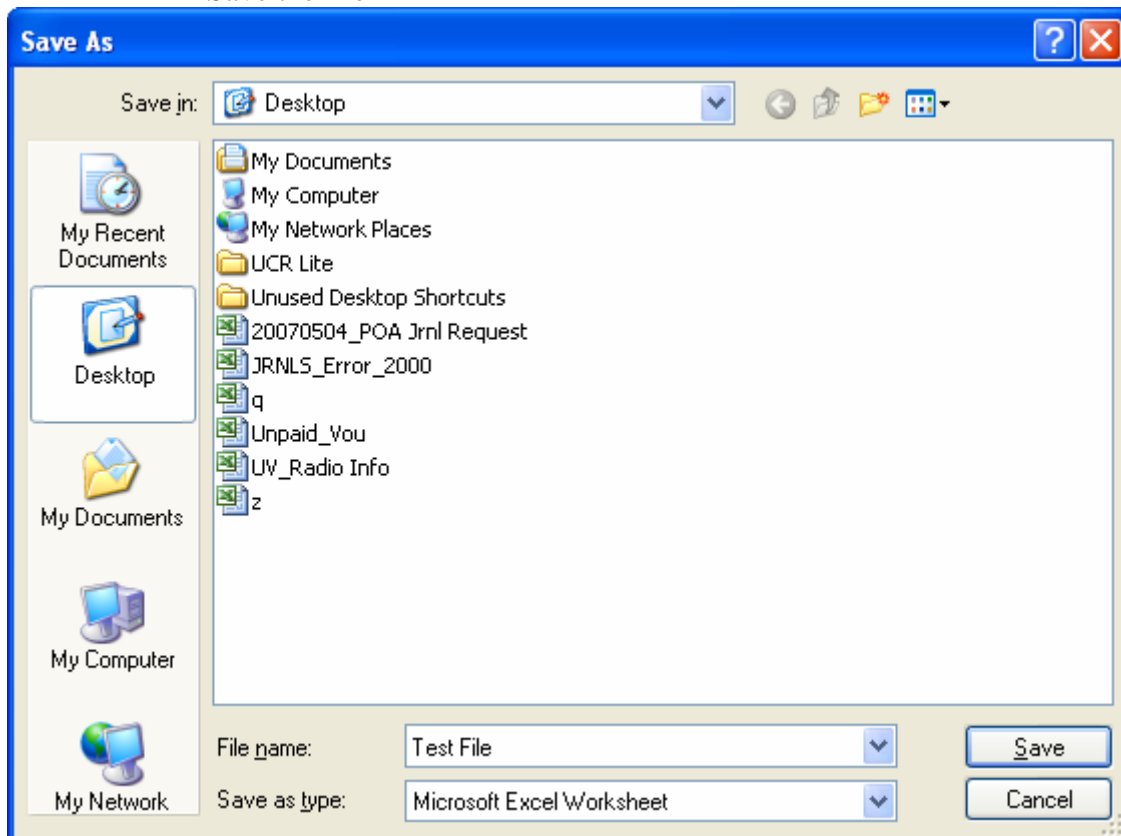 Save As
Save in:
Desktop
My Recent
Documents
Desktop
My Documents
My Computer
My Network
My Documents
My Computer
My Network Places
UCR Lite
Unused Desktop Shortcuts
20070504_POA Jrnl Request
JRNLS_Error_2000
q
Unpaid_Vou
UV_Radio Info
z
File name:
Test File
Save
Save as type:
Microsoft Excel Worksheet
Cancel